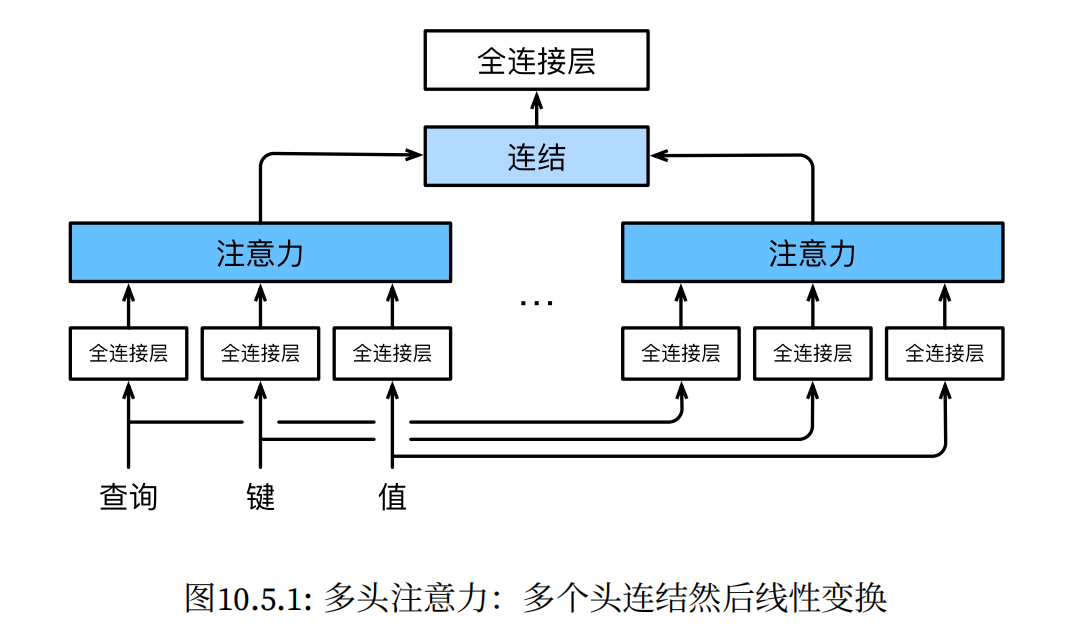 全连接层
连结
注意力
注意力
...
全连接层 全连接层 全连接层 全连接层 全连接层 全连接层
查询 键 值
图10.5.1: 多头注意力：多个头连结然后线性变换